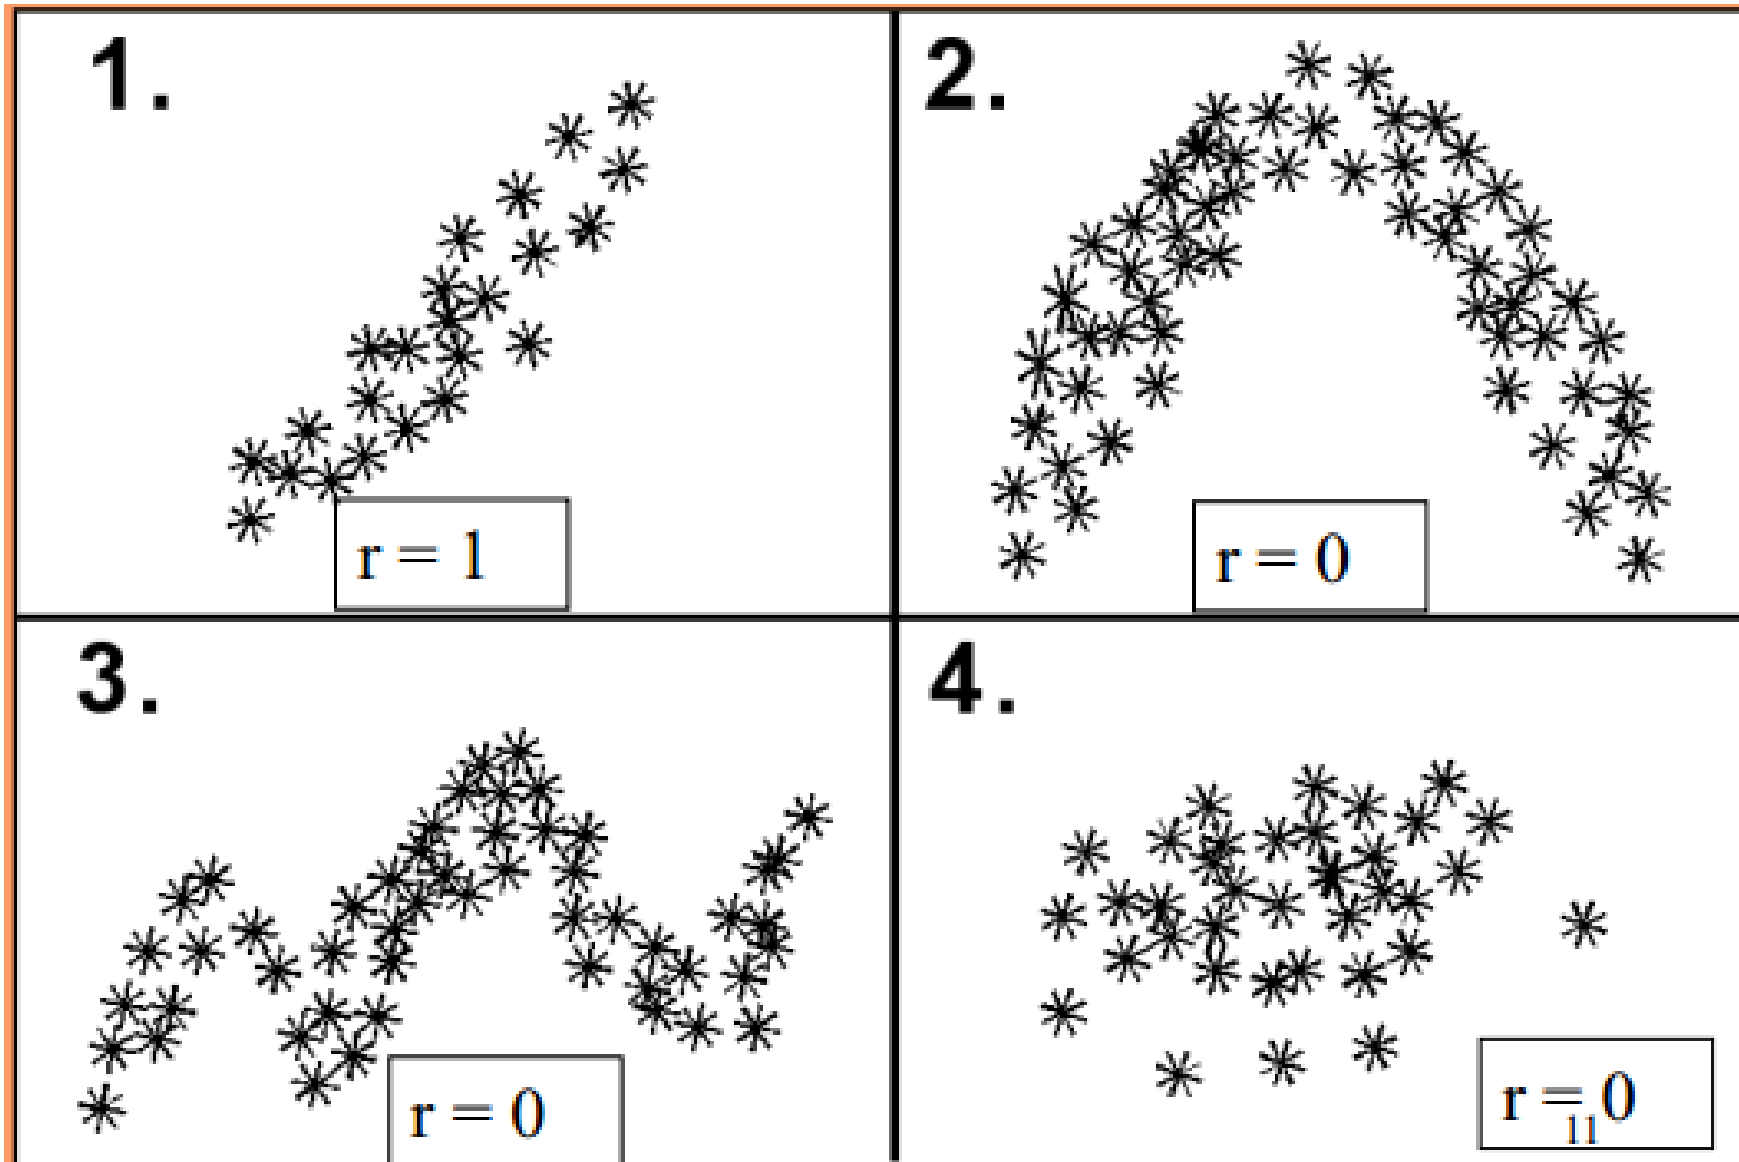 1.
2.
r = 1
r = 0
3.
4.
r = 0
r = 0
11